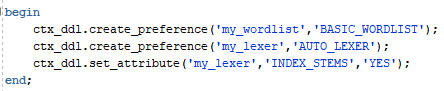 begin
ctx_ddl.create_preference('my_wordlist','BASIC_WORDLIST');
ctx_ddl.create_preference('my_lexer','AUTO_LEXER');
ctx_ddl.set_attribute('my_lexer','INDEX_STEMS','YES');
end;